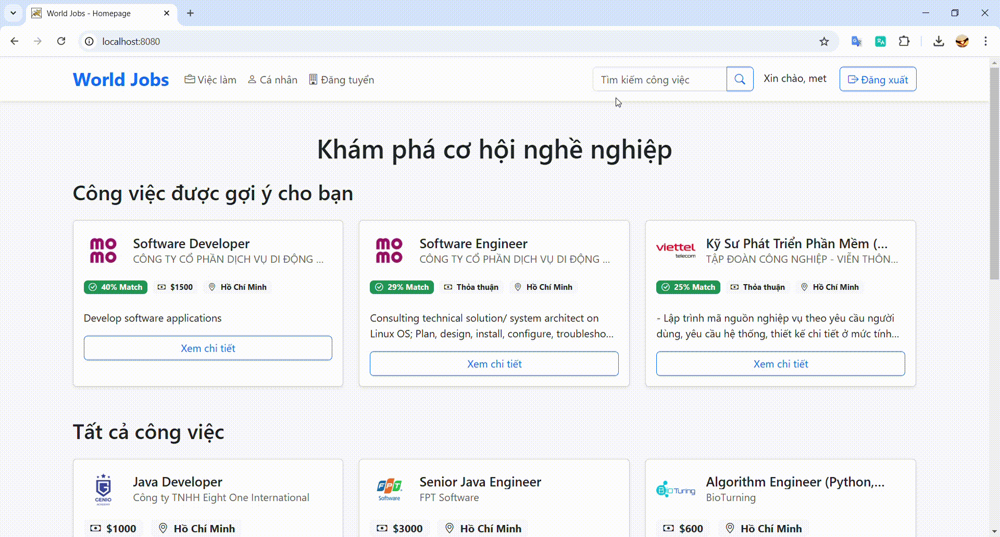 World Jobs - Homepage
localhost:8080
World Jobs Việc làm Cá nhân Đăng tuyển Tìm kiếm công việc Xin chào, met Đăng xuất
Khám phá cơ hội nghề nghiệp
Công việc được gợi ý cho bạn
momo
Software Developer
CÔNG TY CỔ PHẦN DỊCH VỤ DI ĐỘNG ...
40% Match $1500 Hồ Chí Minh
Develop software applications
Xem chi tiết
momo
Software Engineer
CÔNG TY CỔ PHẦN DỊCH VỤ DI ĐỘNG ...
29% Match Thỏa thuận Hồ Chí Minh
Consulting technical solution/ system architect on
Linux OS; Plan, design, install, configure, troublesho...
Xem chi tiết
viettel
telecom
Kỹ Sư Phát Triển Phần Mềm (...
TẬP ĐOÀN CÔNG NGHIỆP - VIỄN THÔN...
25% Match Thỏa thuận Hồ Chí Minh
- Lập trình mã nguồn nghiệp vụ theo yêu cầu người
dùng, yêu cầu hệ thống, thiết kế chi tiết ở mức tính...
Xem chi tiết
Tất cả công việc
GENIO
ACADEMY
Java Developer
Công ty TNHH Eight One International
$1000 Hồ Chí Minh
FPT
Software
Senior Java Engineer
FPT Software
$3000 Hồ Chí Minh
BioTuring
Algorithm Engineer (Python,...
BioTurning
$600 Hồ Chí Minh